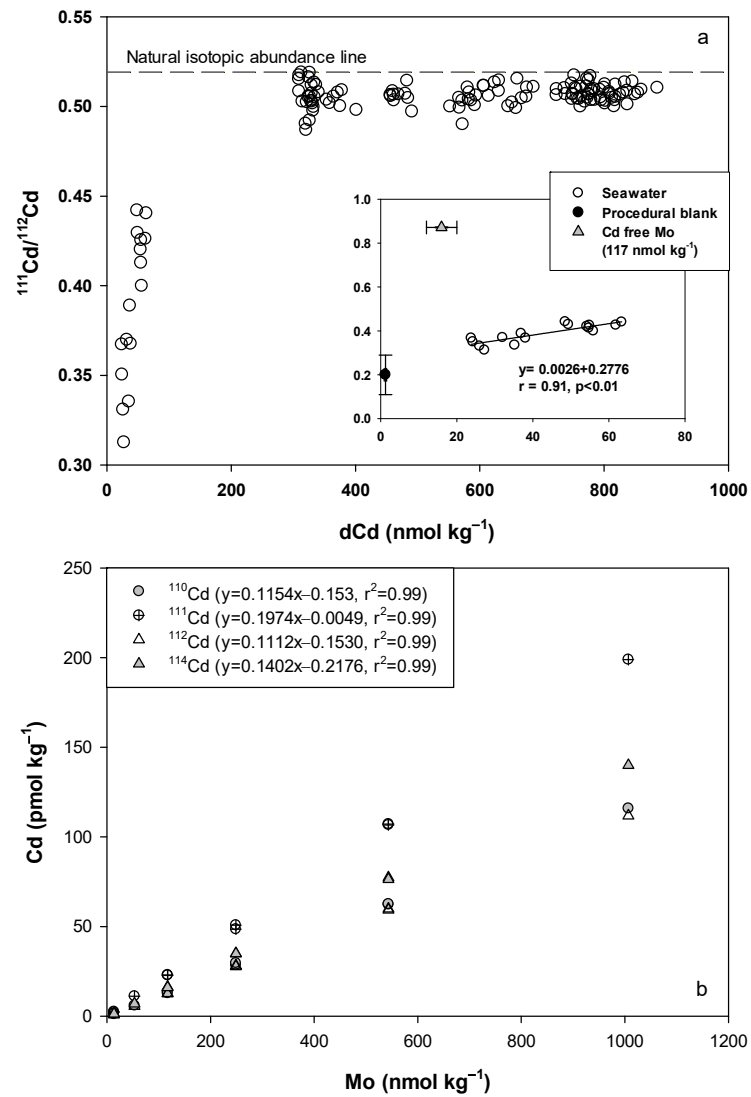 0.55
a
Natural isotopic abundance line
0.50
0.45
0.40
0.35
0.30
¹¹¹Cd/¹¹²Cd
1.0
0.8
0.6
0.4
0.2
0.0
Seawater
Procedural blank
Cd free Mo
(117 nmol kg⁻¹)
y= 0.0026+0.2776
r = 0.91, p<0.01
0 20 40 60 80
0 200 400 600 800 1000
dCd (nmol kg⁻¹)
250
200
150
100
50
0
Cd (pmol kg⁻¹)
¹¹⁰Cd (y=0.1154x−0.153, r²=0.99)
¹¹¹Cd (y=0.1974x−0.0049, r²=0.99)
¹¹²Cd (y=0.1112x−0.1530, r²=0.99)
¹¹⁴Cd (y=0.1402x−0.2176, r²=0.99)
b
0 200 400 600 800 1000 1200
Mo (nmol kg⁻¹)